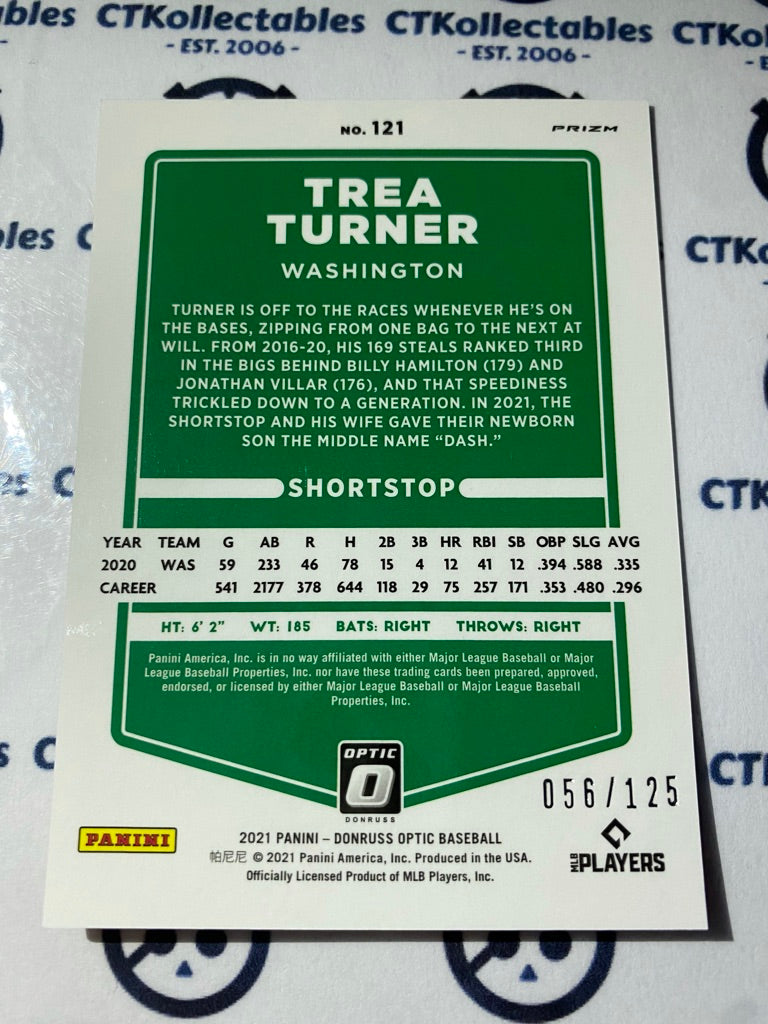 CTKollectables
- EST. 2006 -
CTKollectables
- EST. 2006 -
NO. 121
PRIZM
TREA
TURNER
WASHINGTON
TURNER IS OFF TO THE RACES WHENEVER HE'S ON
THE BASES, ZIPPING FROM ONE BAG TO THE NEXT AT
WILL. FROM 2016-20, HIS 169 STEALS RANKED THIRD
IN THE BIGS BEHIND BILLY HAMILTON (179) AND
JONATHAN VILLAR (176), AND THAT SPEEDINESS
TRICKLED DOWN TO A GENERATION. IN 2021, THE
SHORTSTOP AND HIS WIFE GAVE THEIR NEWBORN
SON THE MIDDLE NAME “DASH.”
SHORTSTOP
YEAR TEAM G AB R H 2B 3B HR RBI SB OBP SLG AVG
2020 WAS 59 233 46 78 15 4 12 41 12 .394 .588 .335
CAREER 541 2177 378 644 118 29 75 257 171 .353 .480 .296
HT: 6' 2" WT: 185 BATS: RIGHT THROWS: RIGHT
Panini America, Inc. is in no way affiliated with either Major League Baseball or Major
League Baseball Properties, Inc. nor have these trading cards been prepared, approved,
endorsed, or licensed by either Major League Baseball or Major League Baseball
Properties, Inc.
OPTIC
DONRUSS
056/125
PANINI
2021 PANINI – DONRUSS OPTIC BASEBALL
帕尼尼 © 2021 Panini America, Inc. Produced in the USA.
Officially Licensed Product of MLB Players, Inc.
MLB PLAYERS